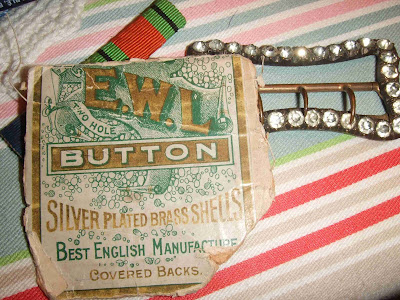 E.W.L
TWO HOLE
BUTTON
SILVER PLATED BRASS SHELLS
BEST ENGLISH MANUFACTURE
COVERED BACKS.